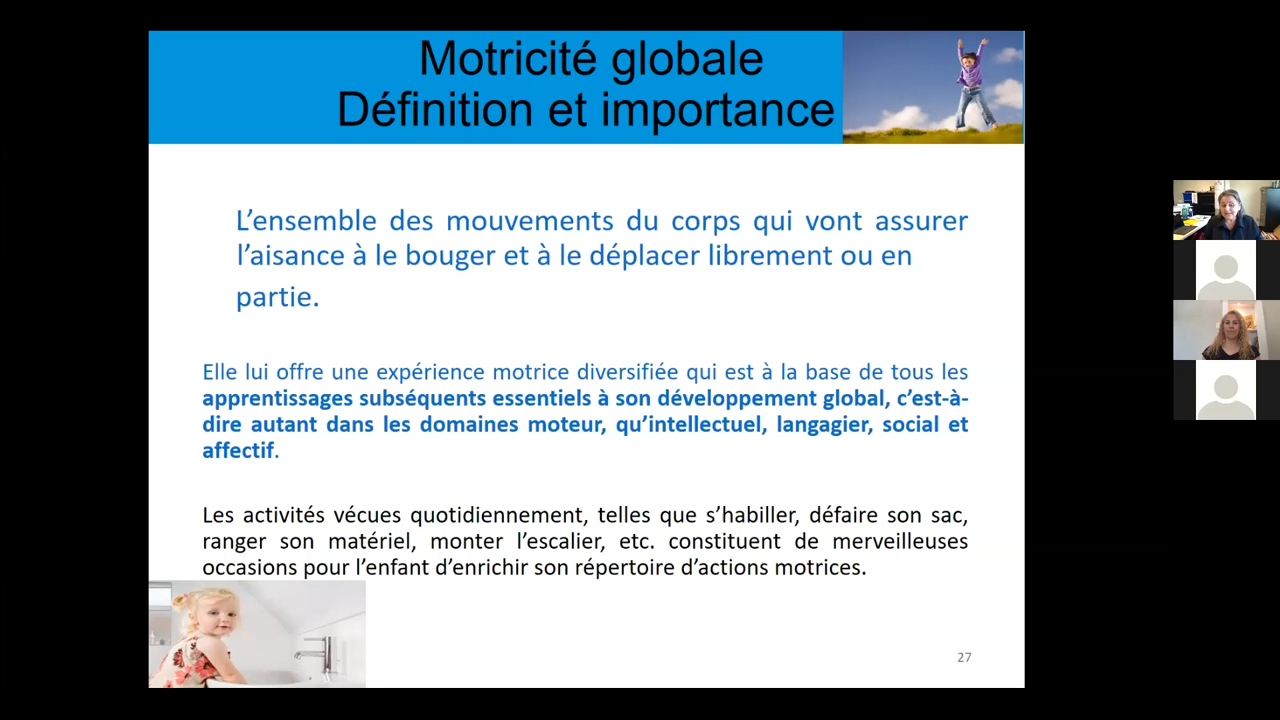 Motricité globale
Définition et importance
L’ensemble des mouvements du corps qui vont assurer
l’aisance à le bouger et à le déplacer librement ou en
partie.
Elle lui offre une expérience motrice diversifiée qui est à la base de tous les
apprentissages subséquents essentiels à son développement global, c’est-à-
dire autant dans les domaines moteur, qu’intellectuel, langagier, social et
affectif.
Les activités vécues quotidiennement, telles que s’habiller, défaire son sac,
ranger son matériel, monter l’escalier, etc. constituent de merveilleuses
occasions pour l’enfant d’enrichir son répertoire d’actions motrices.
27